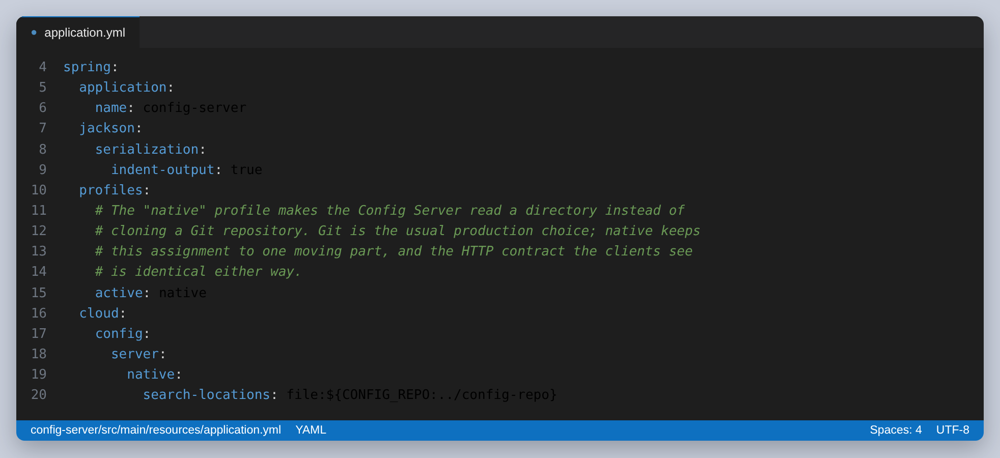 application.yml
4 spring:
5   application:
6     name: config-server
7   jackson:
8     serialization:
9       indent-output: true
10   profiles:
11     # The "native" profile makes the Config Server read a directory instead of
12     # cloning a Git repository. Git is the usual production choice; native keeps
13     # this assignment to one moving part, and the HTTP contract the clients see
14     # is identical either way.
15     active: native
16   cloud:
17     config:
18       server:
19         native:
20           search-locations: file:${CONFIG_REPO:../config-repo}
config-server/src/main/resources/application.yml YAML Spaces: 4 UTF-8